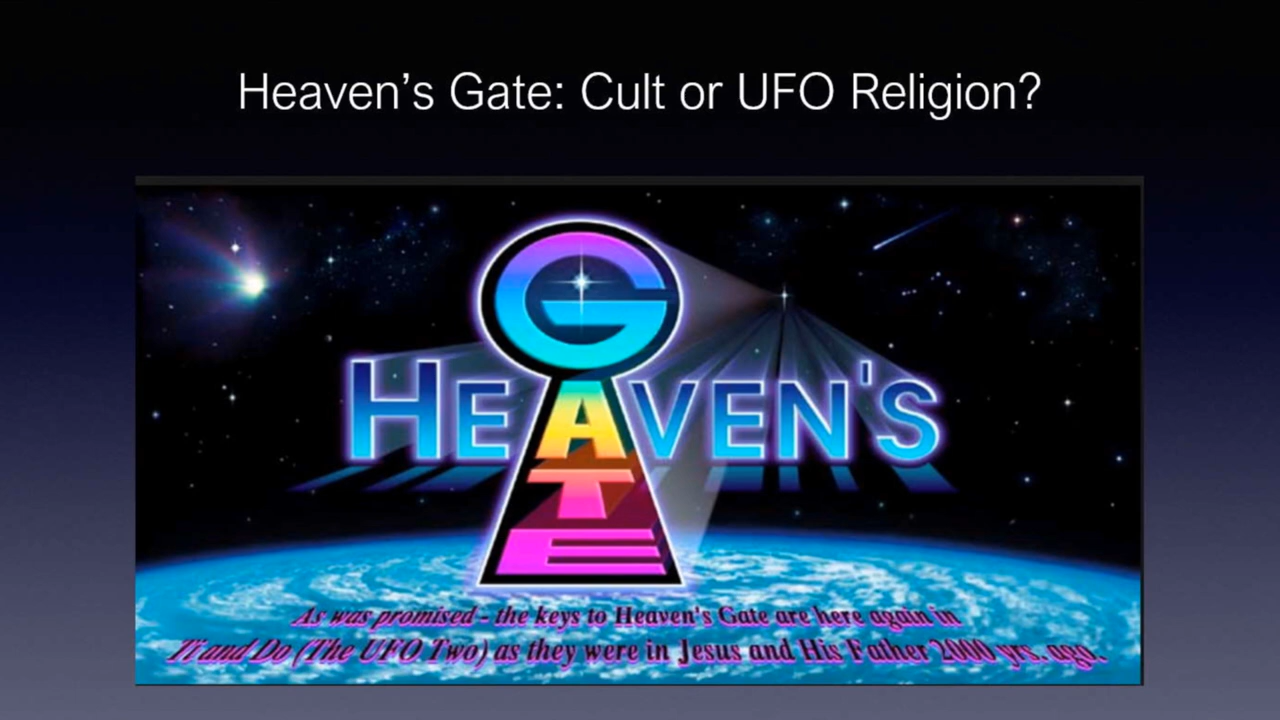 Heaven's Gate: Cult or UFO Religion?
HEAVEN'S
GATE
As was promised - the keys to Heaven's Gate are here again in
Ti and Do (The UFO Two) as they were in Jesus and His Father 2000 yrs. ago.